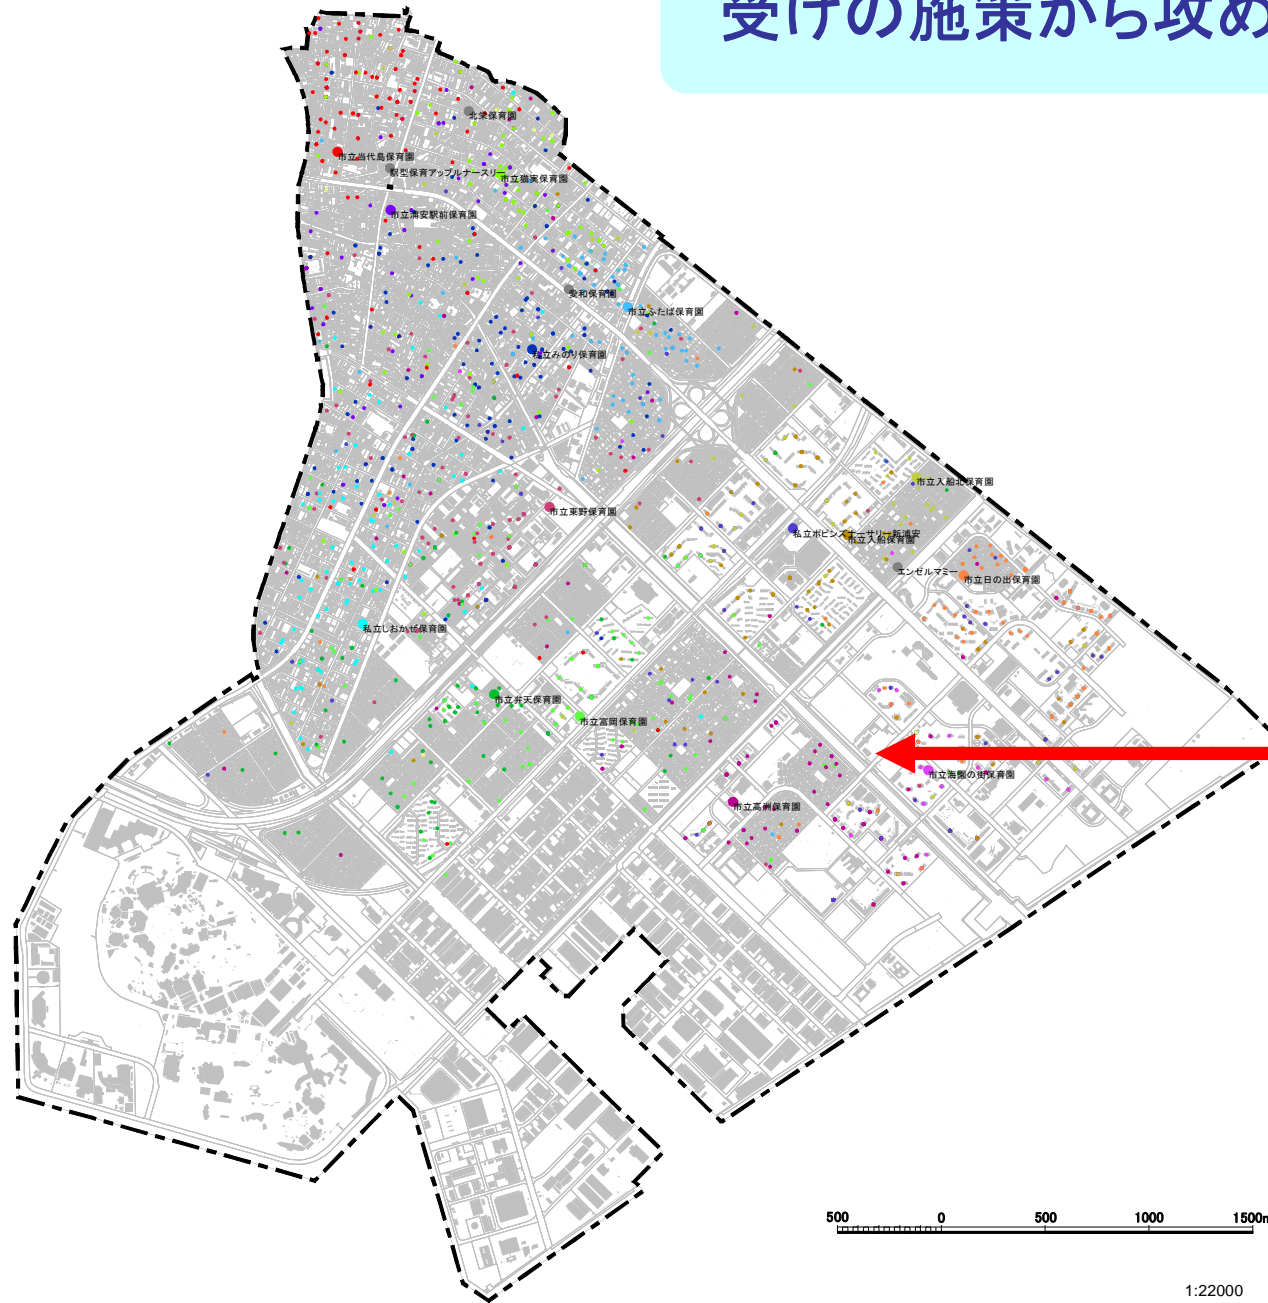 受けの施策から攻め
北栄保育園
市立当代島保育園
駅型保育アップルナースリー
市立猫実保育園
市立浦安駅前保育園
愛和保育園
市立ふたば保育園
私立みのり保育園
市立入船北保育園
市立東野保育園
私立ポピンズナーサリー新浦安
市立入船保育園
エンゼルマミー
市立日の出保育園
私立しおかぜ保育園
市立弁天保育園
市立富岡保育園
市立海園の街保育園
市立高洲保育園
500 0 500 1000 1500m
1:22000